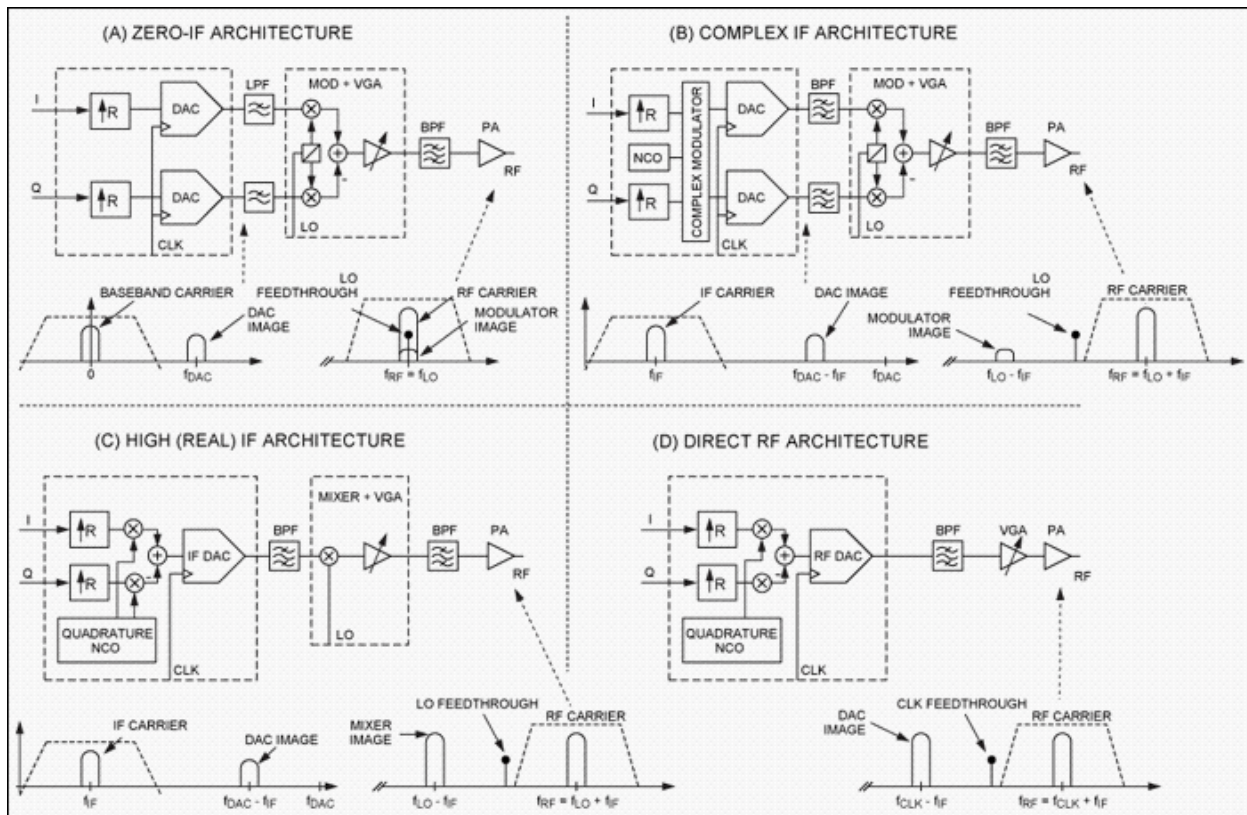 (A) ZERO-IF ARCHITECTURE
I
Q
↑R
↑R
DAC
DAC
CLK
LPF
MOD + VGA
LO
+
-
BPF
PA
RF
BASEBAND CARRIER
DAC
IMAGE
LO
FEEDTHROUGH
RF CARRIER
MODULATOR
IMAGE
0
fDAC
fRF = fLO
(B) COMPLEX IF ARCHITECTURE
I
Q
↑R
NCO
↑R
COMPLEX MODULATOR
DAC
DAC
CLK
BPF
MOD + VGA
LO
+
-
BPF
PA
RF
IF CARRIER
DAC IMAGE
MODULATOR
IMAGE
LO
FEEDTHROUGH
RF CARRIER
fIF
fDAC - fIF
fDAC
fLO - fIF
fRF = fLO + fIF
(C) HIGH (REAL) IF ARCHITECTURE
I
Q
↑R
↑R
+
-
QUADRATURE
NCO
IF DAC
CLK
BPF
MIXER + VGA
LO
BPF
PA
RF
IF CARRIER
DAC IMAGE
MIXER
IMAGE
LO FEEDTHROUGH
RF CARRIER
fIF
fDAC - fIF
fDAC
fLO - fIF
fRF = fLO + fIF
(D) DIRECT RF ARCHITECTURE
I
Q
↑R
↑R
+
-
QUADRATURE
NCO
RF DAC
CLK
BPF
VGA
PA
RF
DAC
IMAGE
CLK FEEDTHROUGH
RF CARRIER
fCLK - fIF
fRF = fCLK + fIF